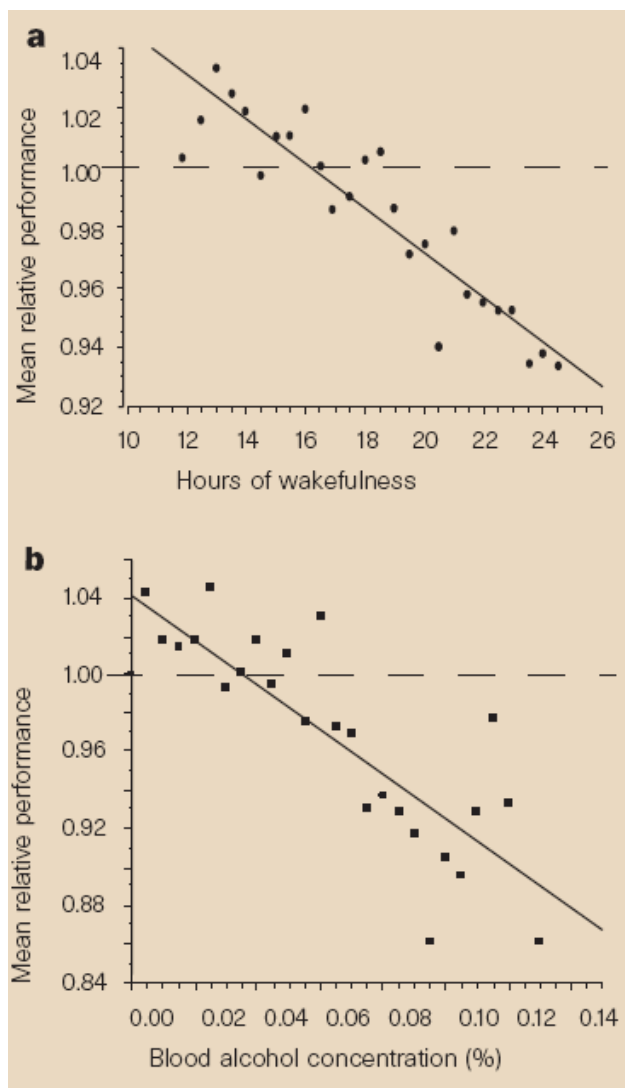 a
1.04
1.02
1.00
0.98
0.96
0.94
0.92
Mean relative performance
10 12 14 16 18 20 22 24 26
Hours of wakefulness
b
1.04
1.00
0.96
0.92
0.88
0.84
Mean relative performance
0.00 0.02 0.04 0.06 0.08 0.10 0.12 0.14
Blood alcohol concentration (%)